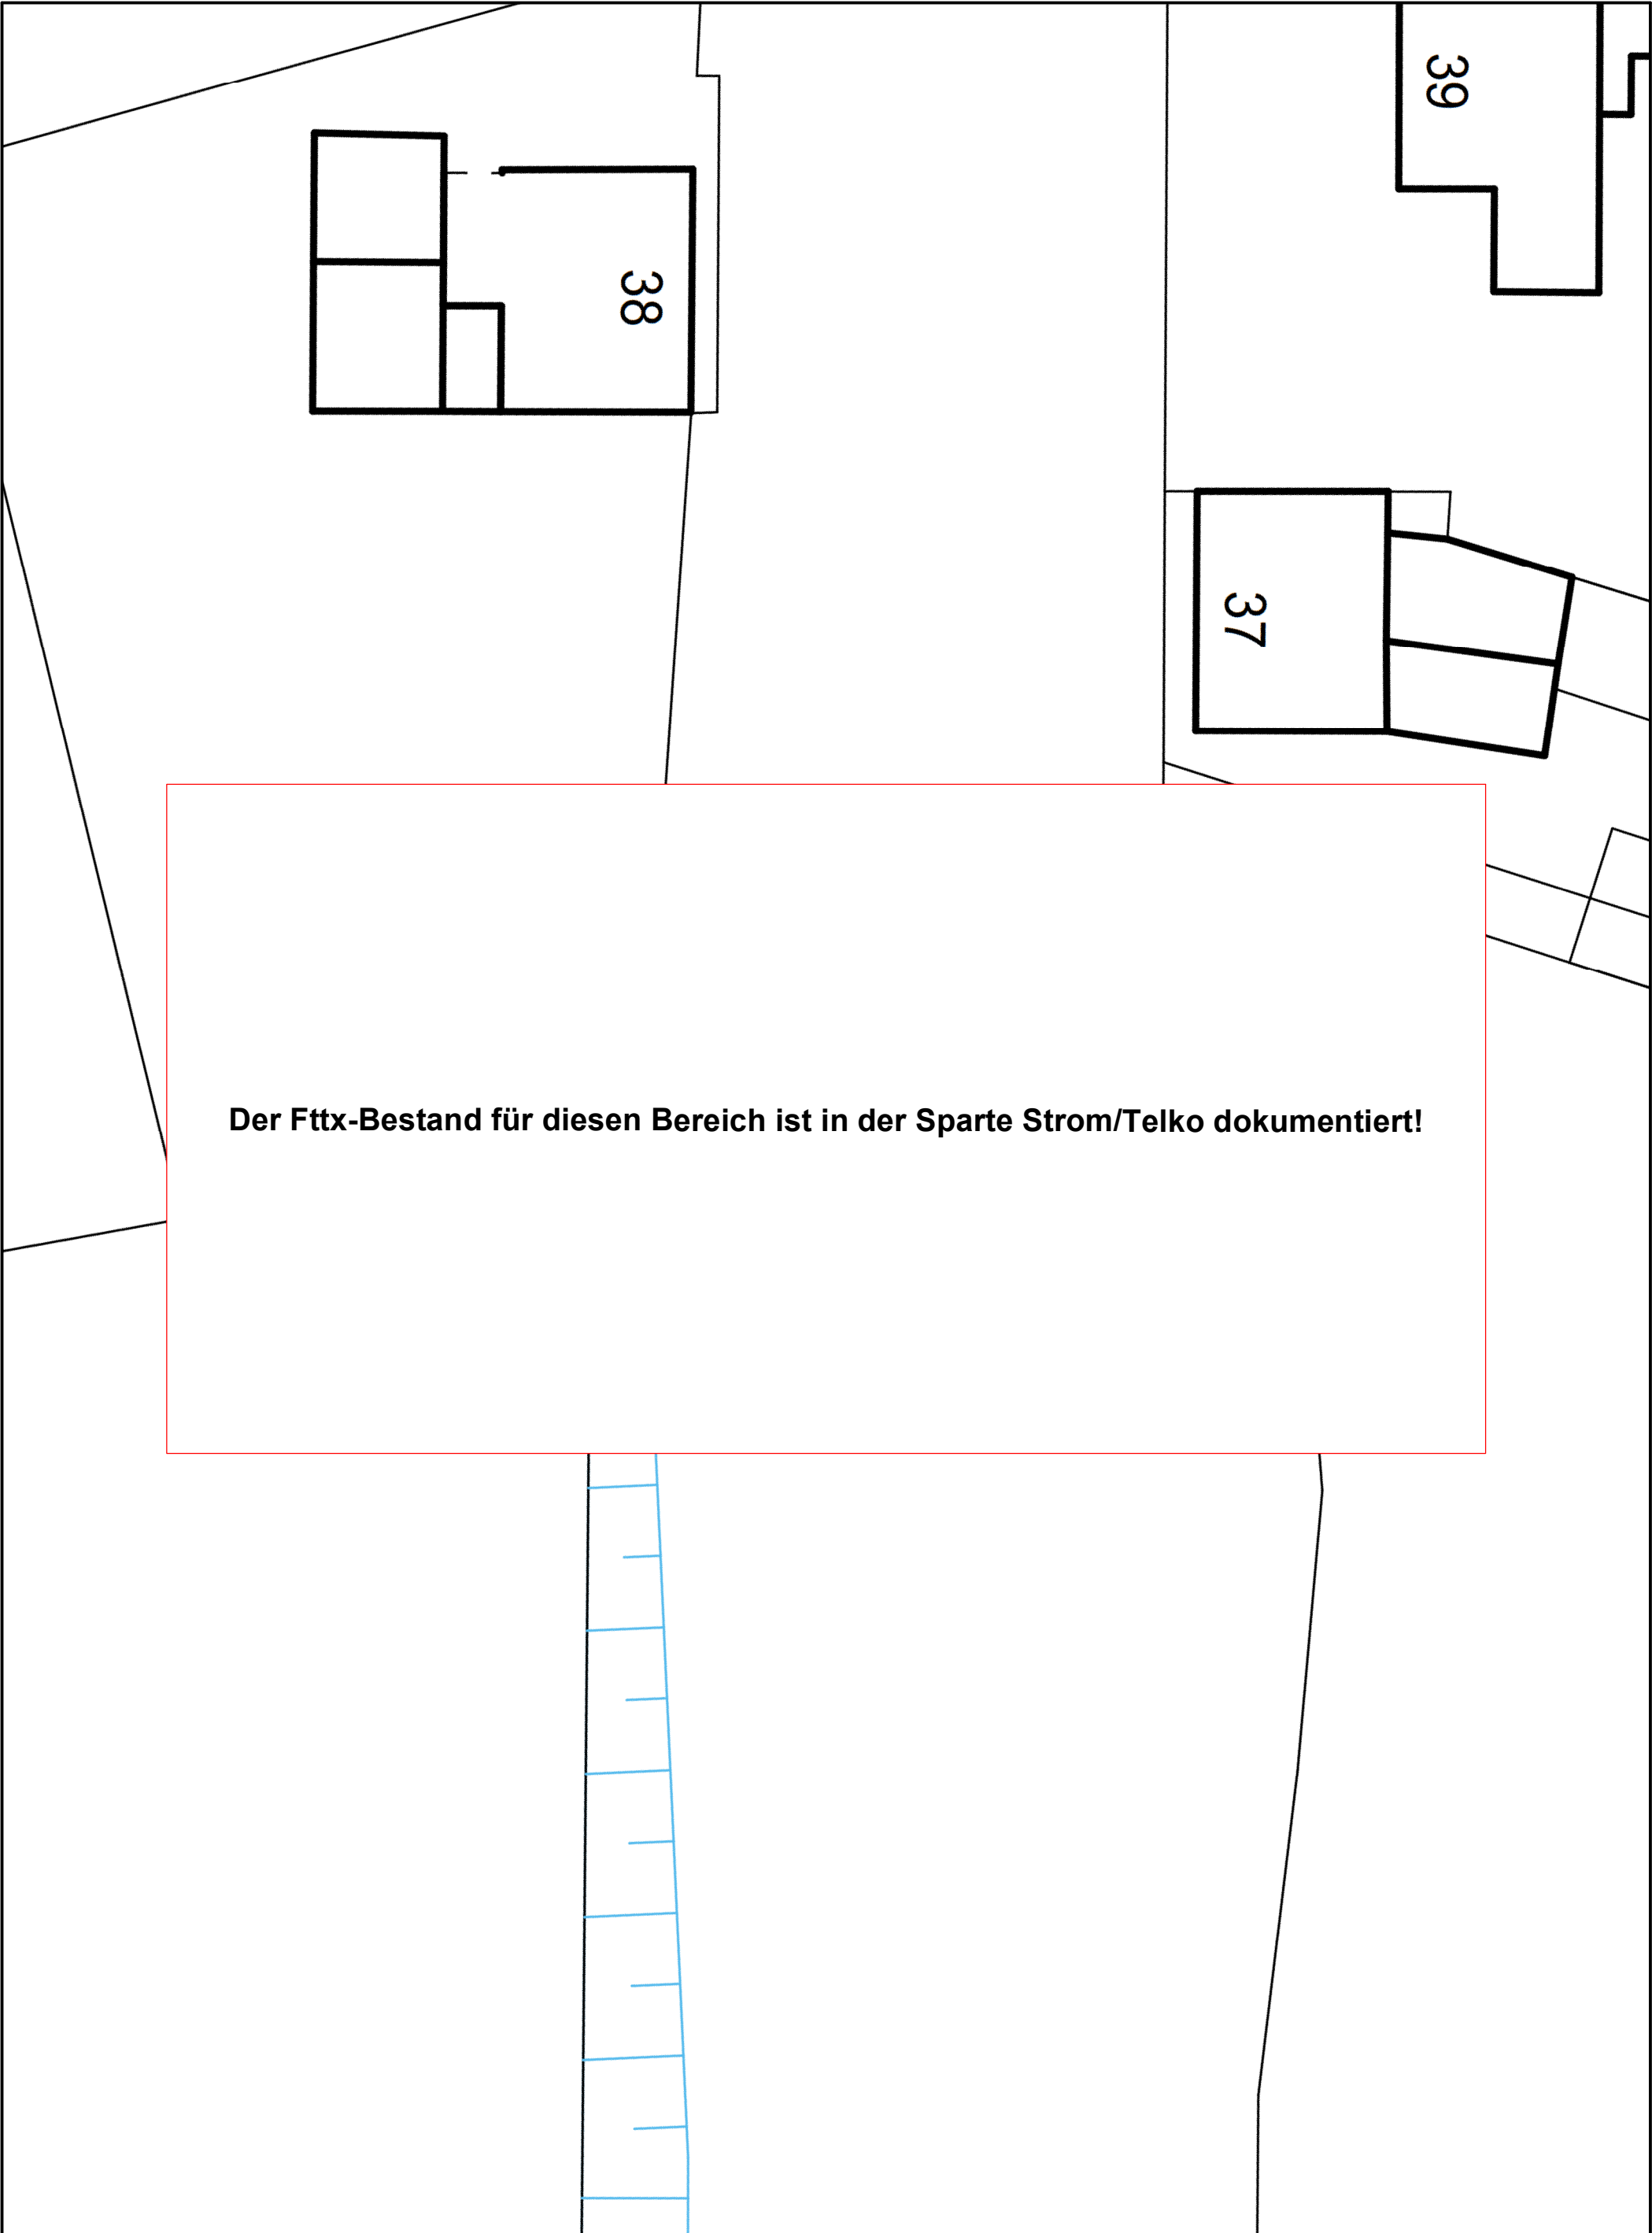 39
38
37
Der Fttx-Bestand für diesen Bereich ist in der Sparte Strom/Telko dokumentiert!